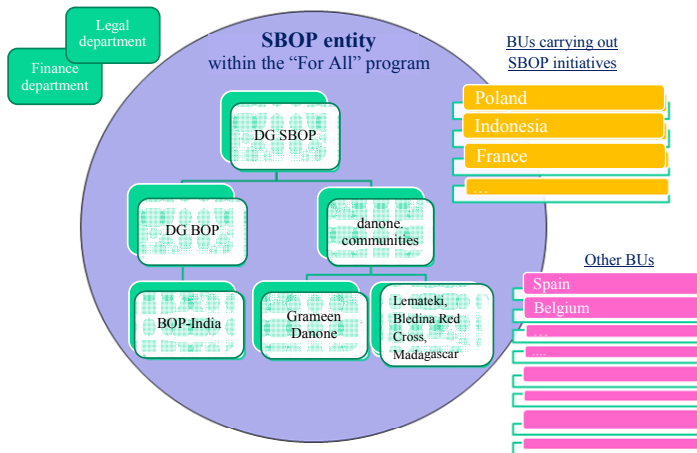 Legal
department
Finance
department
SBOP entity
within the “For All” program
DG SBOP
DG BOP
danone.
communities
BOP-India
Grameen
Danone
Lemateki,
Bledina Red
Cross,
Madagascar
BUs carrying out
SBOP initiatives
Poland
Indonesia
France
…
Other BUs
Spain
Belgium
…
....